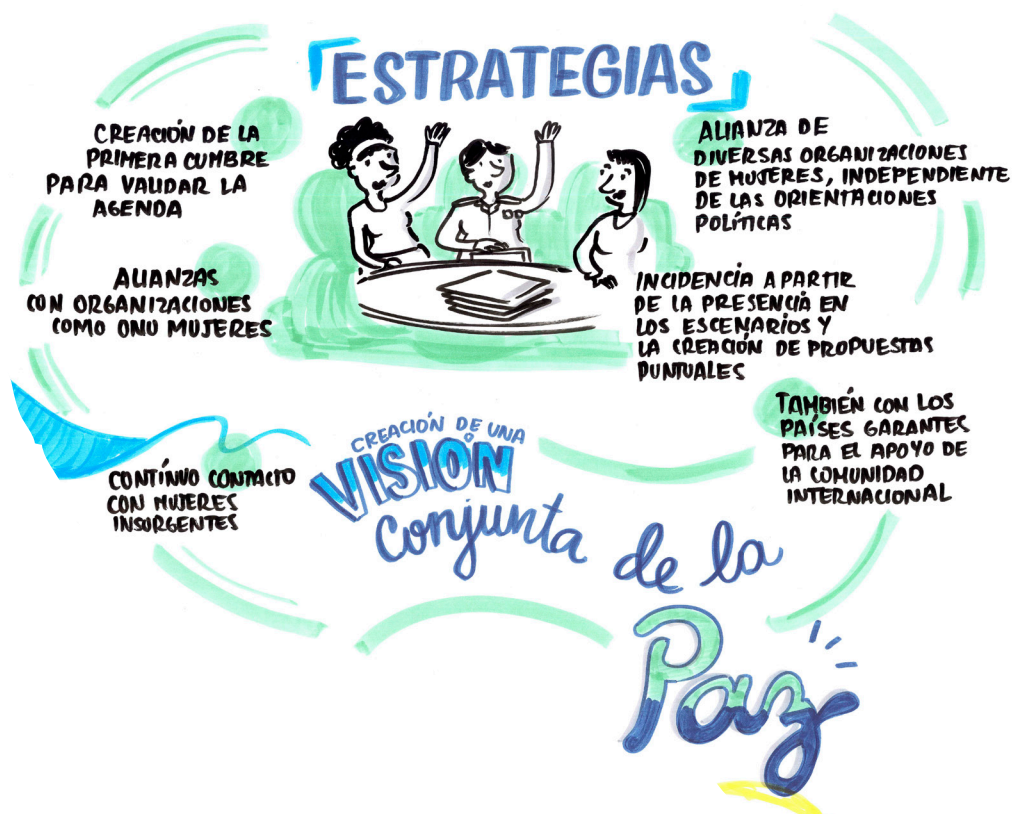 ESTRATEGIAS
CREACIÓN DE LA
PRIMERA CUMBRE
PARA VALIDAR LA
AGENDA
ALIANZAS
CON ORGANIZACIONES
COMO ONU MUJERES
CONTÍNUO CONTACTO
CON MUJERES
INSURGENTES
ALIANZA DE
DIVERSAS ORGANIZACIONES
DE MUJERES, INDEPENDIENTE
DE LAS ORIENTACIONES
POLÍTICAS
INCIDENCIA A PARTIR
DE LA PRESENCIA EN
LOS ESCENARIOS Y
LA CREACIÓN DE PROPUESTAS
PUNTUALES
TAMBIÉN CON LOS
PAÍSES GARANTES
PARA EL APOYO DE
LA COMUNIDAD
INTERNACIONAL
CREACIÓN DE UNA
VISIÓN
Conjunta de la
Paz